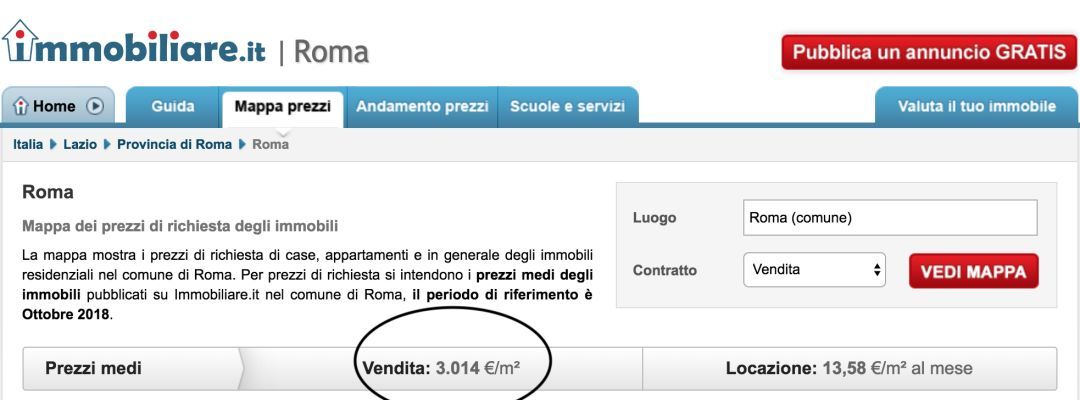 immobiliare.it | Roma
Pubblica un annuncio GRATIS
Home Guida Mappa prezzi Andamento prezzi Scuole e servizi Valuta il tuo immobile
Italia Lazio Provincia di Roma Roma
Roma
Mappa dei prezzi di richiesta degli immobili
La mappa mostra i prezzi di richiesta di case, appartamenti e in generale degli immobili
residenziali nel comune di Roma. Per prezzi di richiesta si intendono i prezzi medi degli
immobili pubblicati su Immobiliare.it nel comune di Roma, il periodo di riferimento è
Ottobre 2018.
Luogo Roma (comune)
Contratto Vendita VEDI MAPPA
Prezzi medi Vendita: 3.014 €/m² Locazione: 13,58 €/m² al mese